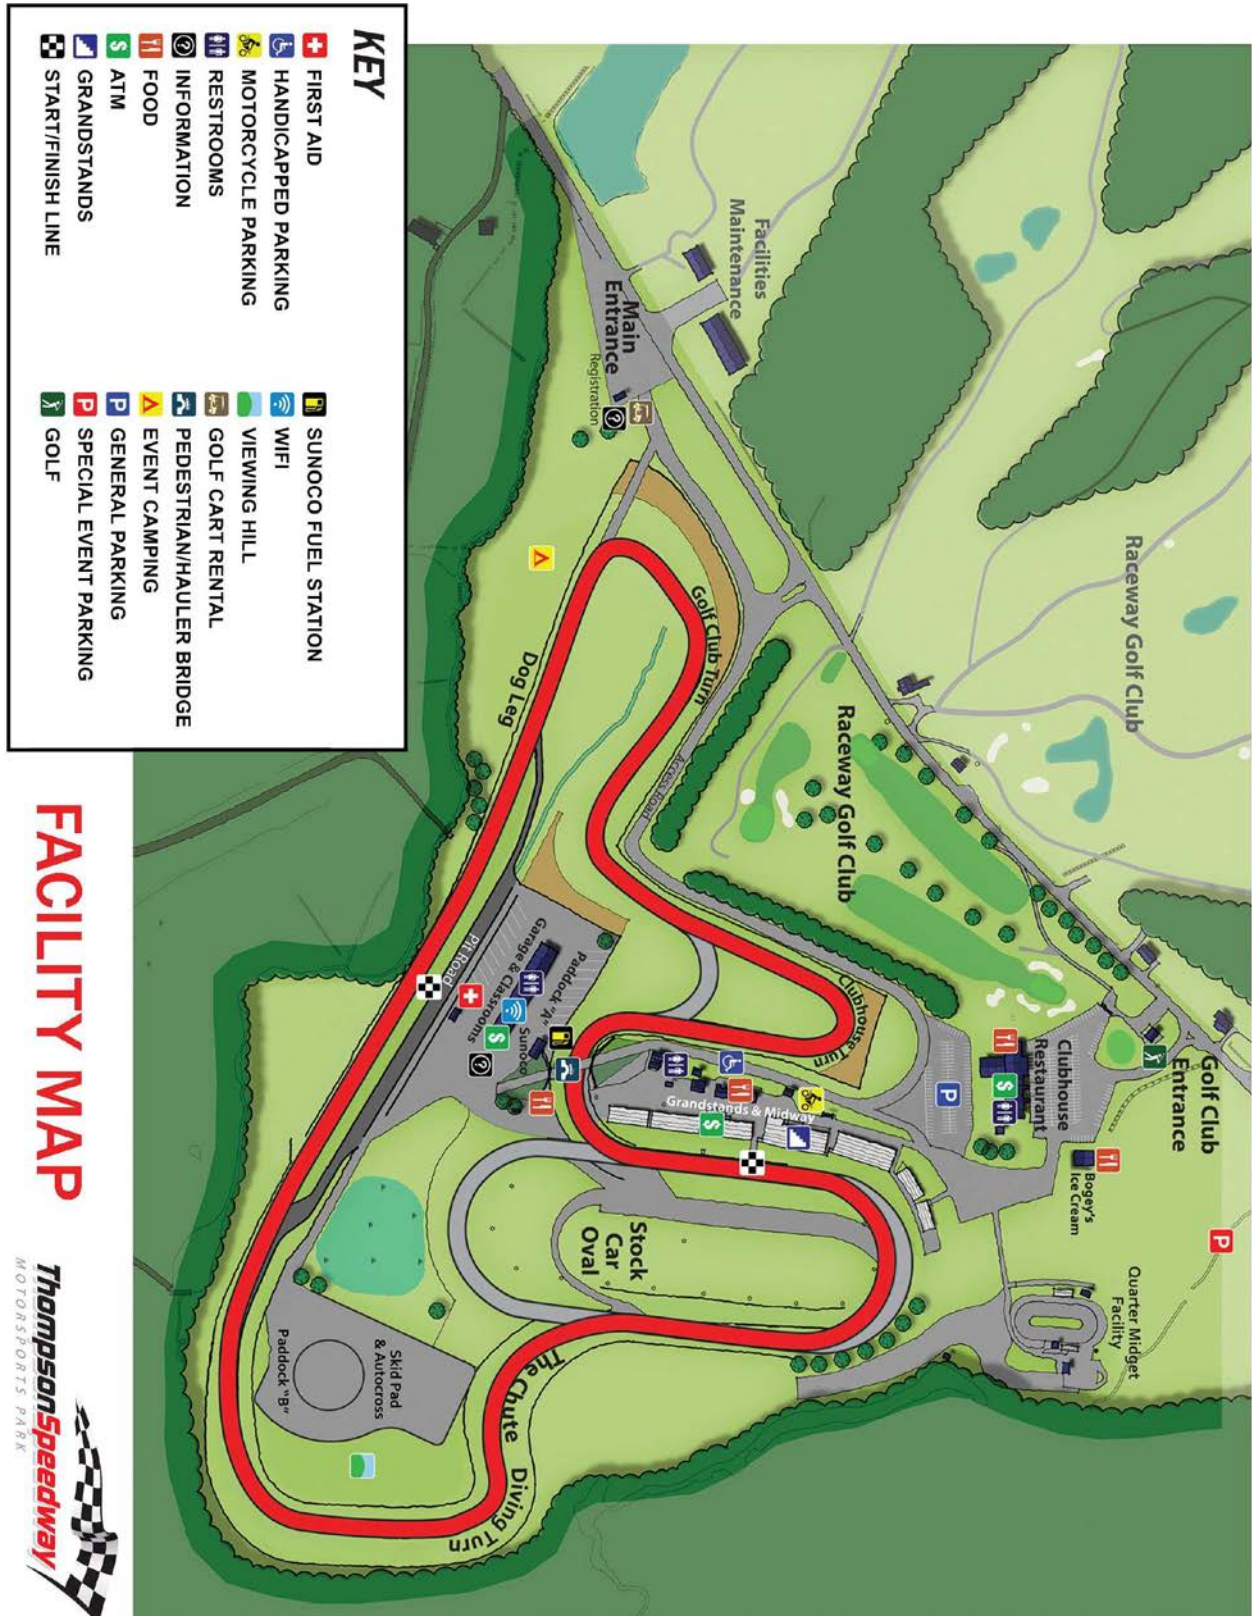 KEY
FIRST AID
HANDICAPPED PARKING
MOTORCYCLE PARKING
RESTROOMS
INFORMATION
FOOD
ATM
GRANDSTANDS
START/FINISH LINE
SUNOCO FUEL STATION
WIFI
VIEWING HILL
GOLF CART RENTAL
PEDESTRIAN/HAULER BRIDGE
EVENT CAMPING
GENERAL PARKING
SPECIAL EVENT PARKING
GOLF
FACILITY MAP
ThompsonSpeedway
MOTORSPORTS PARK
Facilities
Maintenance
Main
Entrance
Registration
Raceway Golf Club
Raceway Golf Club
Golf Club Turn
Dog Leg
Access Road
Pit Road
Garage & Classrooms
Paddock "A"
Sunoco
Clubhouse Turn
Grandstands & Midway
Clubhouse
Restaurant
Golf Club
Entrance
Bogey's
Ice Cream
P
P
P
P
$
$
$
$
?
?
?
Quarter Midget
Facility
Stock
Car
Oval
The Chute
Diving Turn
Skid Pad
& Autocross
Paddock "B"